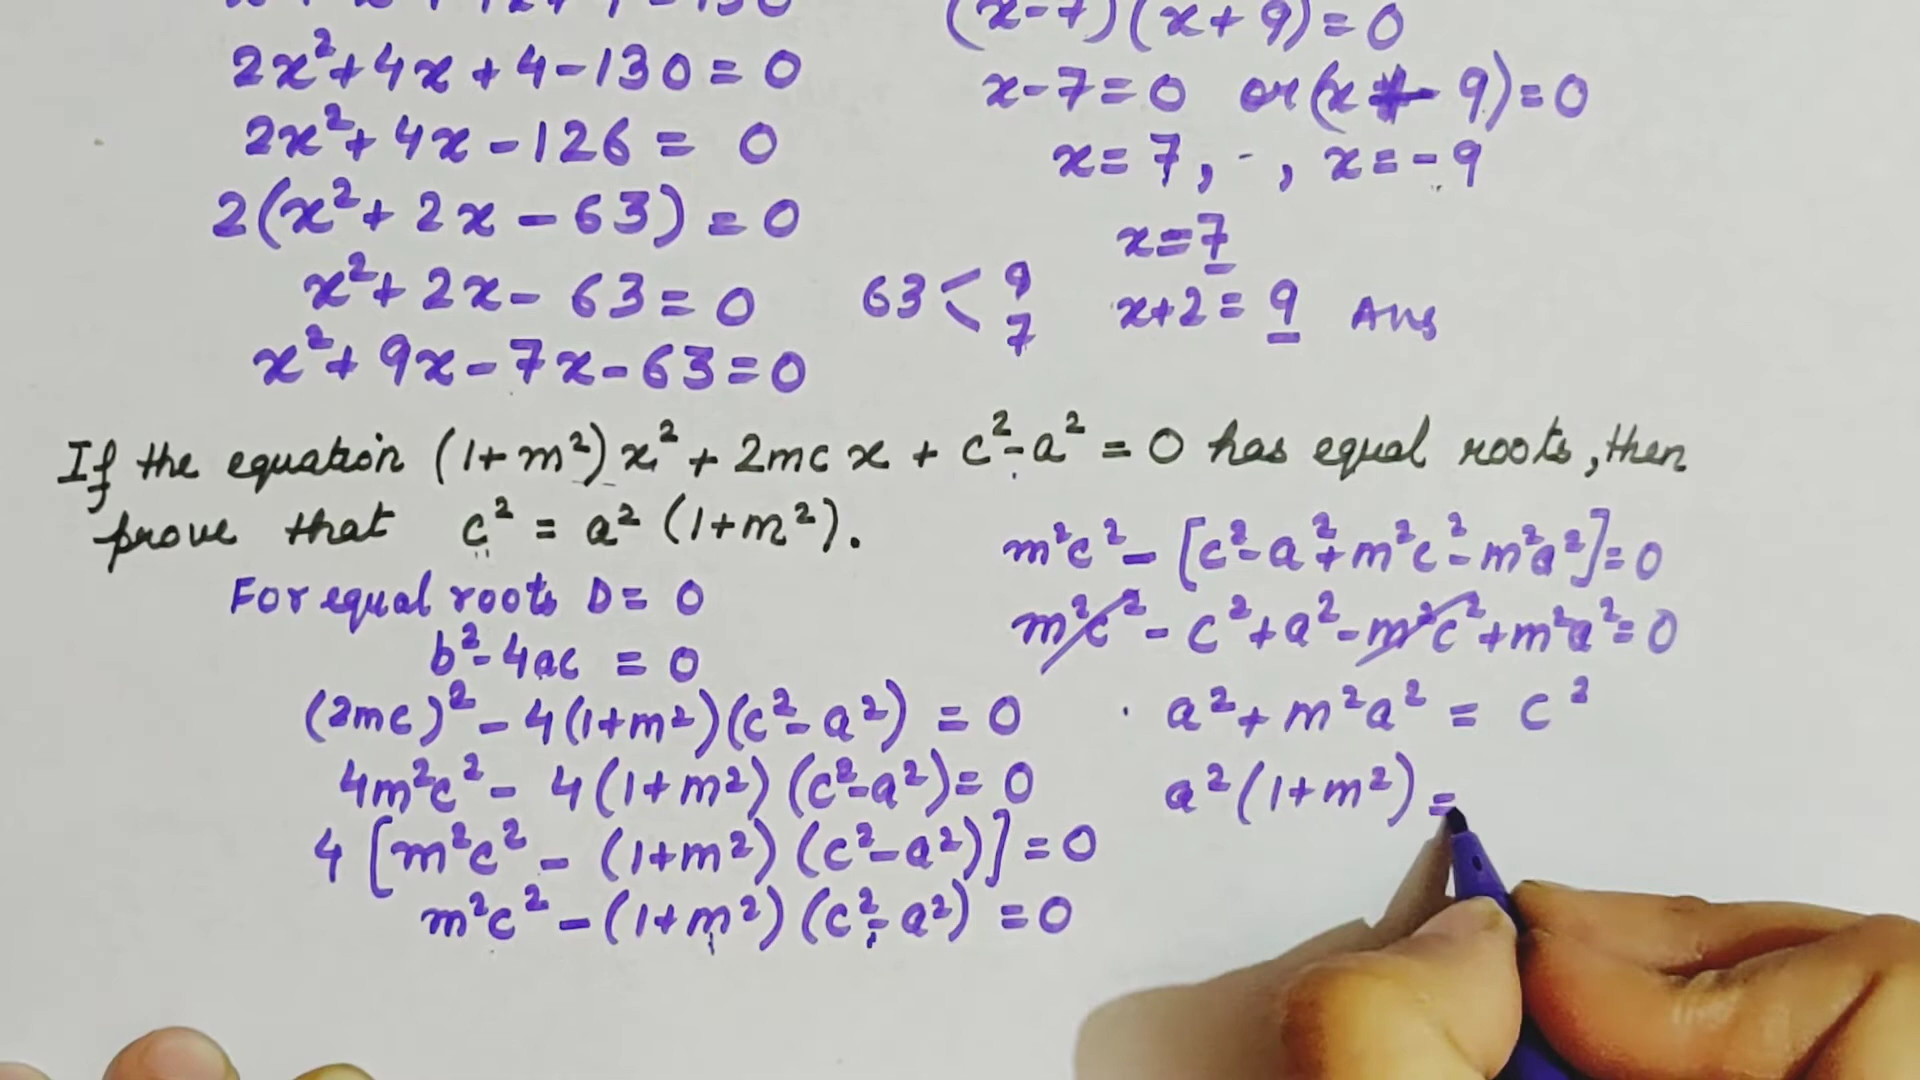 2x²+4x+4-130=0
2x²+4x-126=0
2(x²+2x-63)=0
x²+2x-63=0
x²+9x-7x-63=0
63<9 7
(x-7)(x+9)=0
x-7=0 or (x+9)=0
x=7, -, x=-9
x=7
x+2=9 Ans
If the equation (1+m²)x²+2mcx+c²-a²=0 has equal roots, then
prove that c²=a²(1+m²).
For equal roots D=0
b²-4ac=0
(2mc)²-4(1+m²)(c²-a²)=0
4m²c²-4(1+m²)(c²-a²)=0
4[m²c²-(1+m²)(c²-a²)]=0
m²c²-(1+m²)(c²-a²)=0
m²c²-[c²-a²+m²c²-m²a²]=0
m²c²-c²+a²-m²c²+m²a²=0
a²+m²a²=c²
a²(1+m²)=